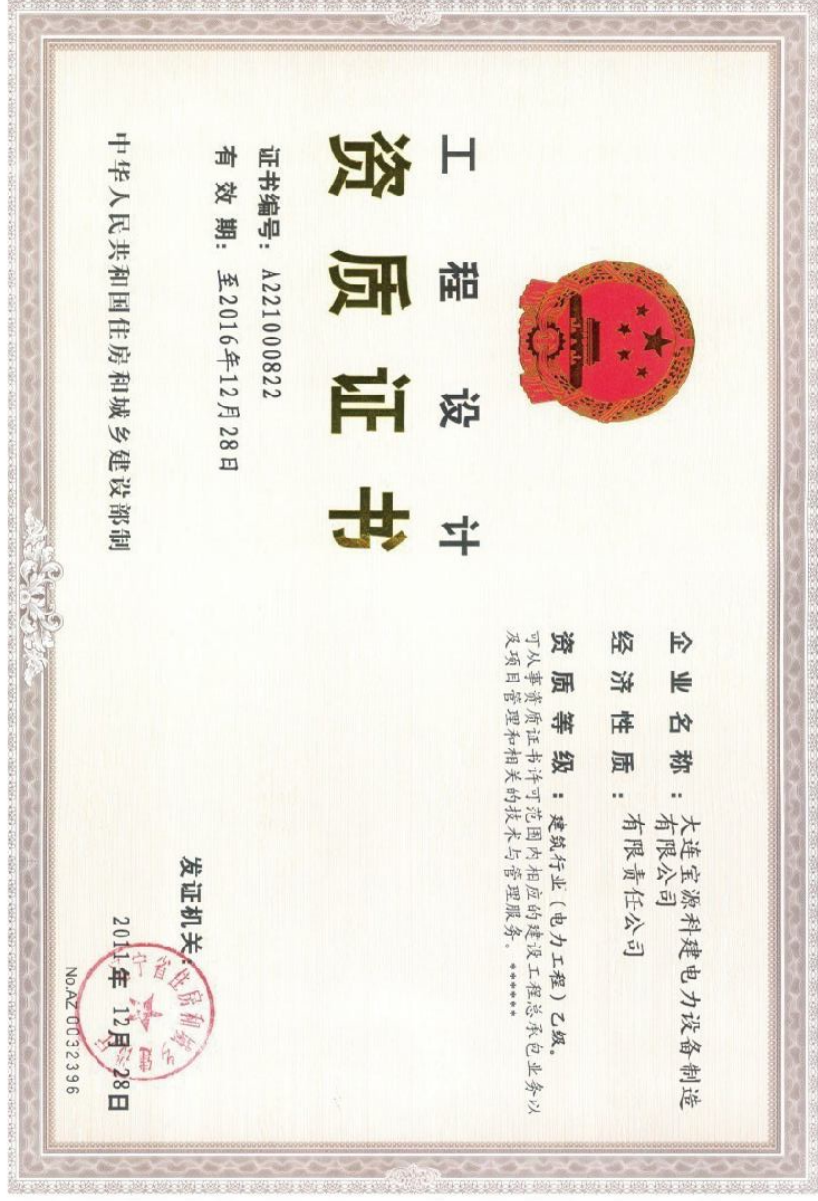 工程设计
资质证书
证书编号：A221000822
有效期：至2016年12月28日
中华人民共和国住房和城乡建设部制
企业名称：大连宝源科建电力设备制造
有限公司
经济性质：有限责任公司
资质等级：建筑行业（电力工程）乙级。
可从事资质证书许可范围内相应的建设工程总承包业务以
及项目管理和相关的技术与管理服务。******
发证机关：
2011年 12月 28日
No.AZ 0032396